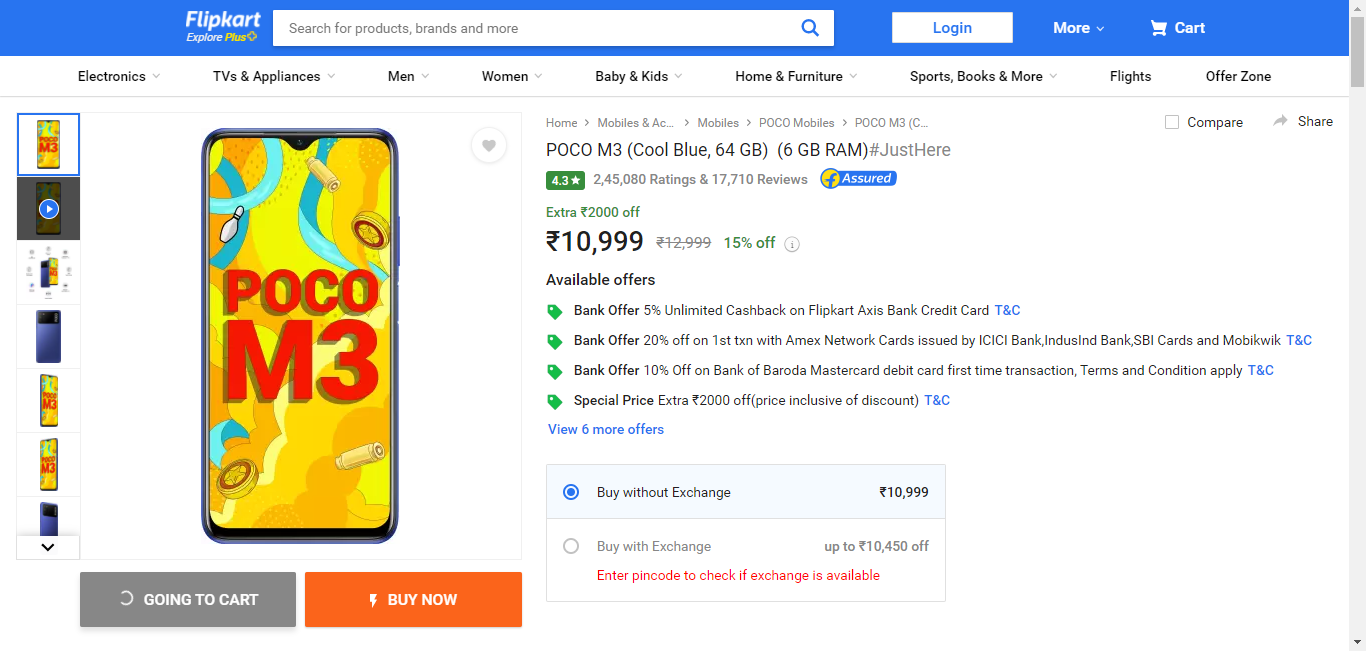 Flipkart
Explore Plus
Search for products, brands and more
Login
More
Cart
Electronics
TVs & Appliances
Men
Women
Baby & Kids
Home & Furniture
Sports, Books & More
Flights
Offer Zone
Home
Mobiles & Ac...
Mobiles
POCO Mobiles
POCO M3 (C...
Compare
Share
POCO M3 (Cool Blue, 64 GB) (6 GB RAM)#JustHere
4.3★ 2,45,080 Ratings & 17,710 Reviews
Assured
Extra ₹2000 off
₹10,999 ₹12,999 15% off
Available offers
Bank Offer 5% Unlimited Cashback on Flipkart Axis Bank Credit Card T&C
Bank Offer 20% off on 1st txn with Amex Network Cards issued by ICICI Bank,IndusInd Bank,SBI Cards and Mobikwik T&C
Bank Offer 10% Off on Bank of Baroda Mastercard debit card first time transaction, Terms and Condition apply T&C
Special Price Extra ₹2000 off(price inclusive of discount) T&C
View 6 more offers
Buy without Exchange ₹10,999
Buy with Exchange up to ₹10,450 off
Enter pincode to check if exchange is available
POCO
M3
POCO
M3
POCO
M3
POCO
M3
GOING TO CART
BUY NOW